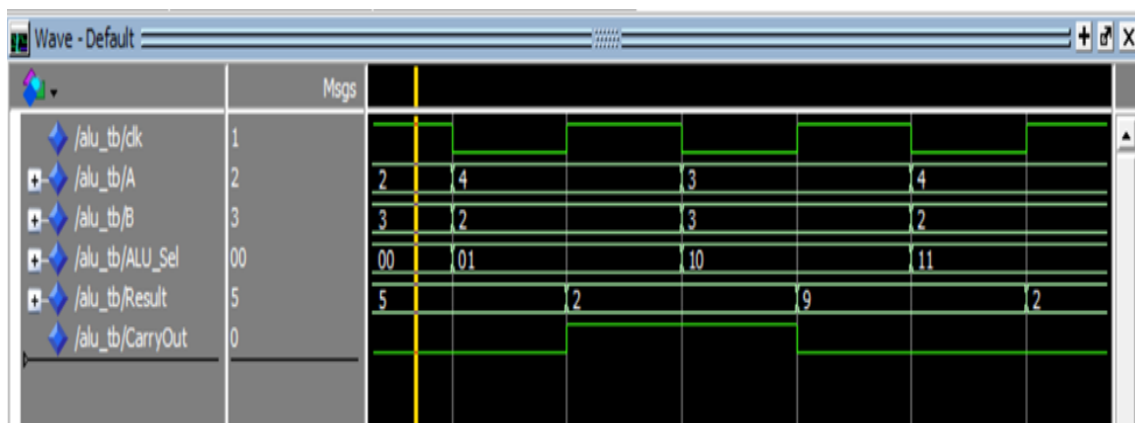 Wave - Default
Msgs
/alu_tb/clk 1
/alu_tb/A 2 2 4 3 4
/alu_tb/B 3 3 2 3 2
/alu_tb/ALU_Sel 00 00 01 10 11
/alu_tb/Result 5 5 2 9 2
/alu_tb/CarryOut 0